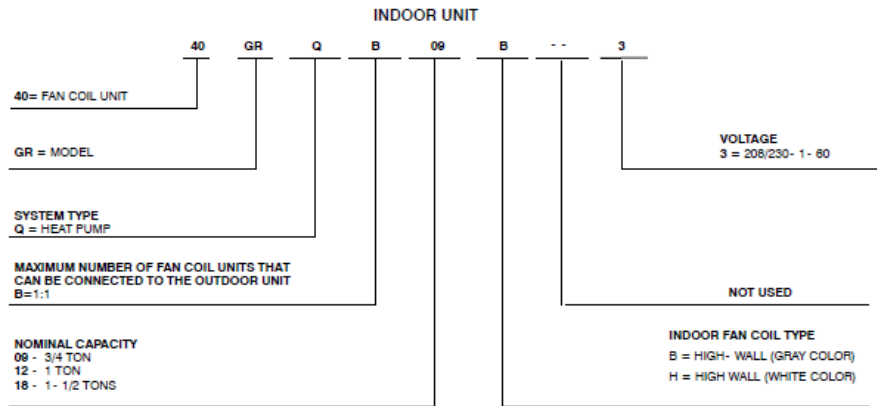 INDOOR UNIT
40 GR Q B 09 B - - 3
40= FAN COIL UNIT
GR = MODEL
VOLTAGE
3 = 208/230- 1- 60
SYSTEM TYPE
Q = HEAT PUMP
MAXIMUM NUMBER OF FAN COIL UNITS THAT
CAN BE CONNECTED TO THE OUTDOOR UNIT
B=1:1
NOT USED
NOMINAL CAPACITY
09 - 3/4 TON
12 - 1 TON
18 - 1- 1/2 TONS
INDOOR FAN COIL TYPE
B = HIGH- WALL (GRAY COLOR)
H = HIGH WALL (WHITE COLOR)